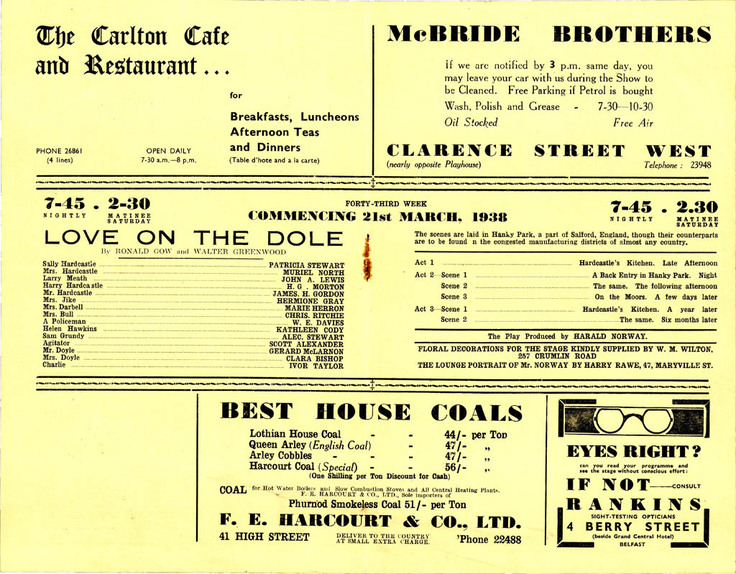 The Carlton Cafe
and Restaurant...
for
Breakfasts, Luncheons
Afternoon Teas
and Dinners
(Table d'hote and a la carte)
PHONE 26861
(4 lines)
OPEN DAILY
7-30 a.m.—8 p.m.
McBRIDE BROTHERS
If we are notified by 3 p.m. same day, you
may leave your car with us during the Show to
be Cleaned. Free Parking if Petrol is bought
Wash, Polish and Grease - 7-30—10-30
Oil Stocked Free Air
CLARENCE STREET WEST
(nearly opposite Playhouse) Telephone : 23948
7-45 . 2-30
NIGHTLY MATINEE SATURDAY
FORTY-THIRD WEEK
COMMENCING 21st MARCH, 1938
7-45 . 2.30
NIGHTLY MATINEE SATURDAY
LOVE ON THE DOLE
By RONALD GOW and WALTER GREENWOOD
Sally Hardcastle PATRICIA STEWART
Mrs. Hardcastle MURIEL NORTH
Larry Meath JOHN A. LEWIS
Harry Hardcastle H. G . MORTON
Mr. Hardcastle JAMES. H. GORDON
Mrs. Jike HERMIONE GRAY
Mrs. Darbell MARIE HERRON
Mrs. Bull CHRIS. RITCHIE
A Policeman W. E. DAVIES
Helen Hawkins KATHLEEN CODY
Sam Grundy ALEC. STEWART
Agitator SCOTT ALEXANDER
Mr. Doyle GERARD McLARNON
Mrs. Doyle CLARA BISHOP
Charlie IVOR TAYLOR
The scenes are laid in Hanky Park, a part of Salford, England, though their counterparts
are to be found n the congested manufacturing districts of almost any country.
Act 1 Hardcastle's Kitchen. Late Afternoon
Act 2—Scene 1 A Back Entry in Hanky Park. Night
Scene 2 The same. The following afternoon
Scene 3 On the Moors. A few days later
Act 3—Scene 1 Hardcastle's Kitchen. A year later
Scene 2 The same. Six months later
The Play Produced by HARALD NORWAY.
FLORAL DECORATIONS FOR THE STAGE KINDLY SUPPLIED BY W. M. WILTON,
257 CRUMLIN ROAD
THE LOUNGE PORTRAIT OF Mr. NORWAY BY HARRY RAWE, 47, MARYVILLE ST.
BEST HOUSE COALS
Lothian House Coal - - 44/- per Ton
Queen Arley (English Coal) - 47/- „
Arley Cobbles - - 47/- „
Harcourt Coal (Special) - 56/- „
(One Shilling per Ton Discount for Cash)
COAL for Hot Water Boilers and Slow Combustion Stoves and All Central Heating Plants.
F. E. HARCOURT & CO., LTD., Sole importers of
Phurnod Smokeless Coal 51/- per Ton
F. E. HARCOURT & Co., LTD.
41 HIGH STREET DELIVER TO THE COUNTRY AT SMALL EXTRA CHARGE. 'Phone 22488
EYES RIGHT?
can you read your programme and
see the stage without conscious effort:
IF NOT—CONSULT
RANKINS
SIGHT-TESTING OPTICIANS
4 BERRY STREET
(beside Grand Central Hotel)
BELFAST